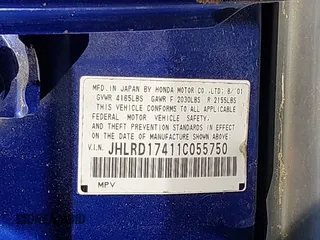 MFD. IN JAPAN BY HONDA MOTOR CO., LTD. 8/01
GVWR 4165LBS GAWR F 2030LBS R 2155LBS
THIS VEHICLE CONFORMS TO ALL APPLICABLE
FEDERAL MOTOR VEHICLE SAFETY,
AND THEFT PREVENTION STANDARDS IN EFFECT
ON THE DATE OF MANUFACTURE SHOWN ABOVE.
V.I.N. JHLRD17411C055750
MPV